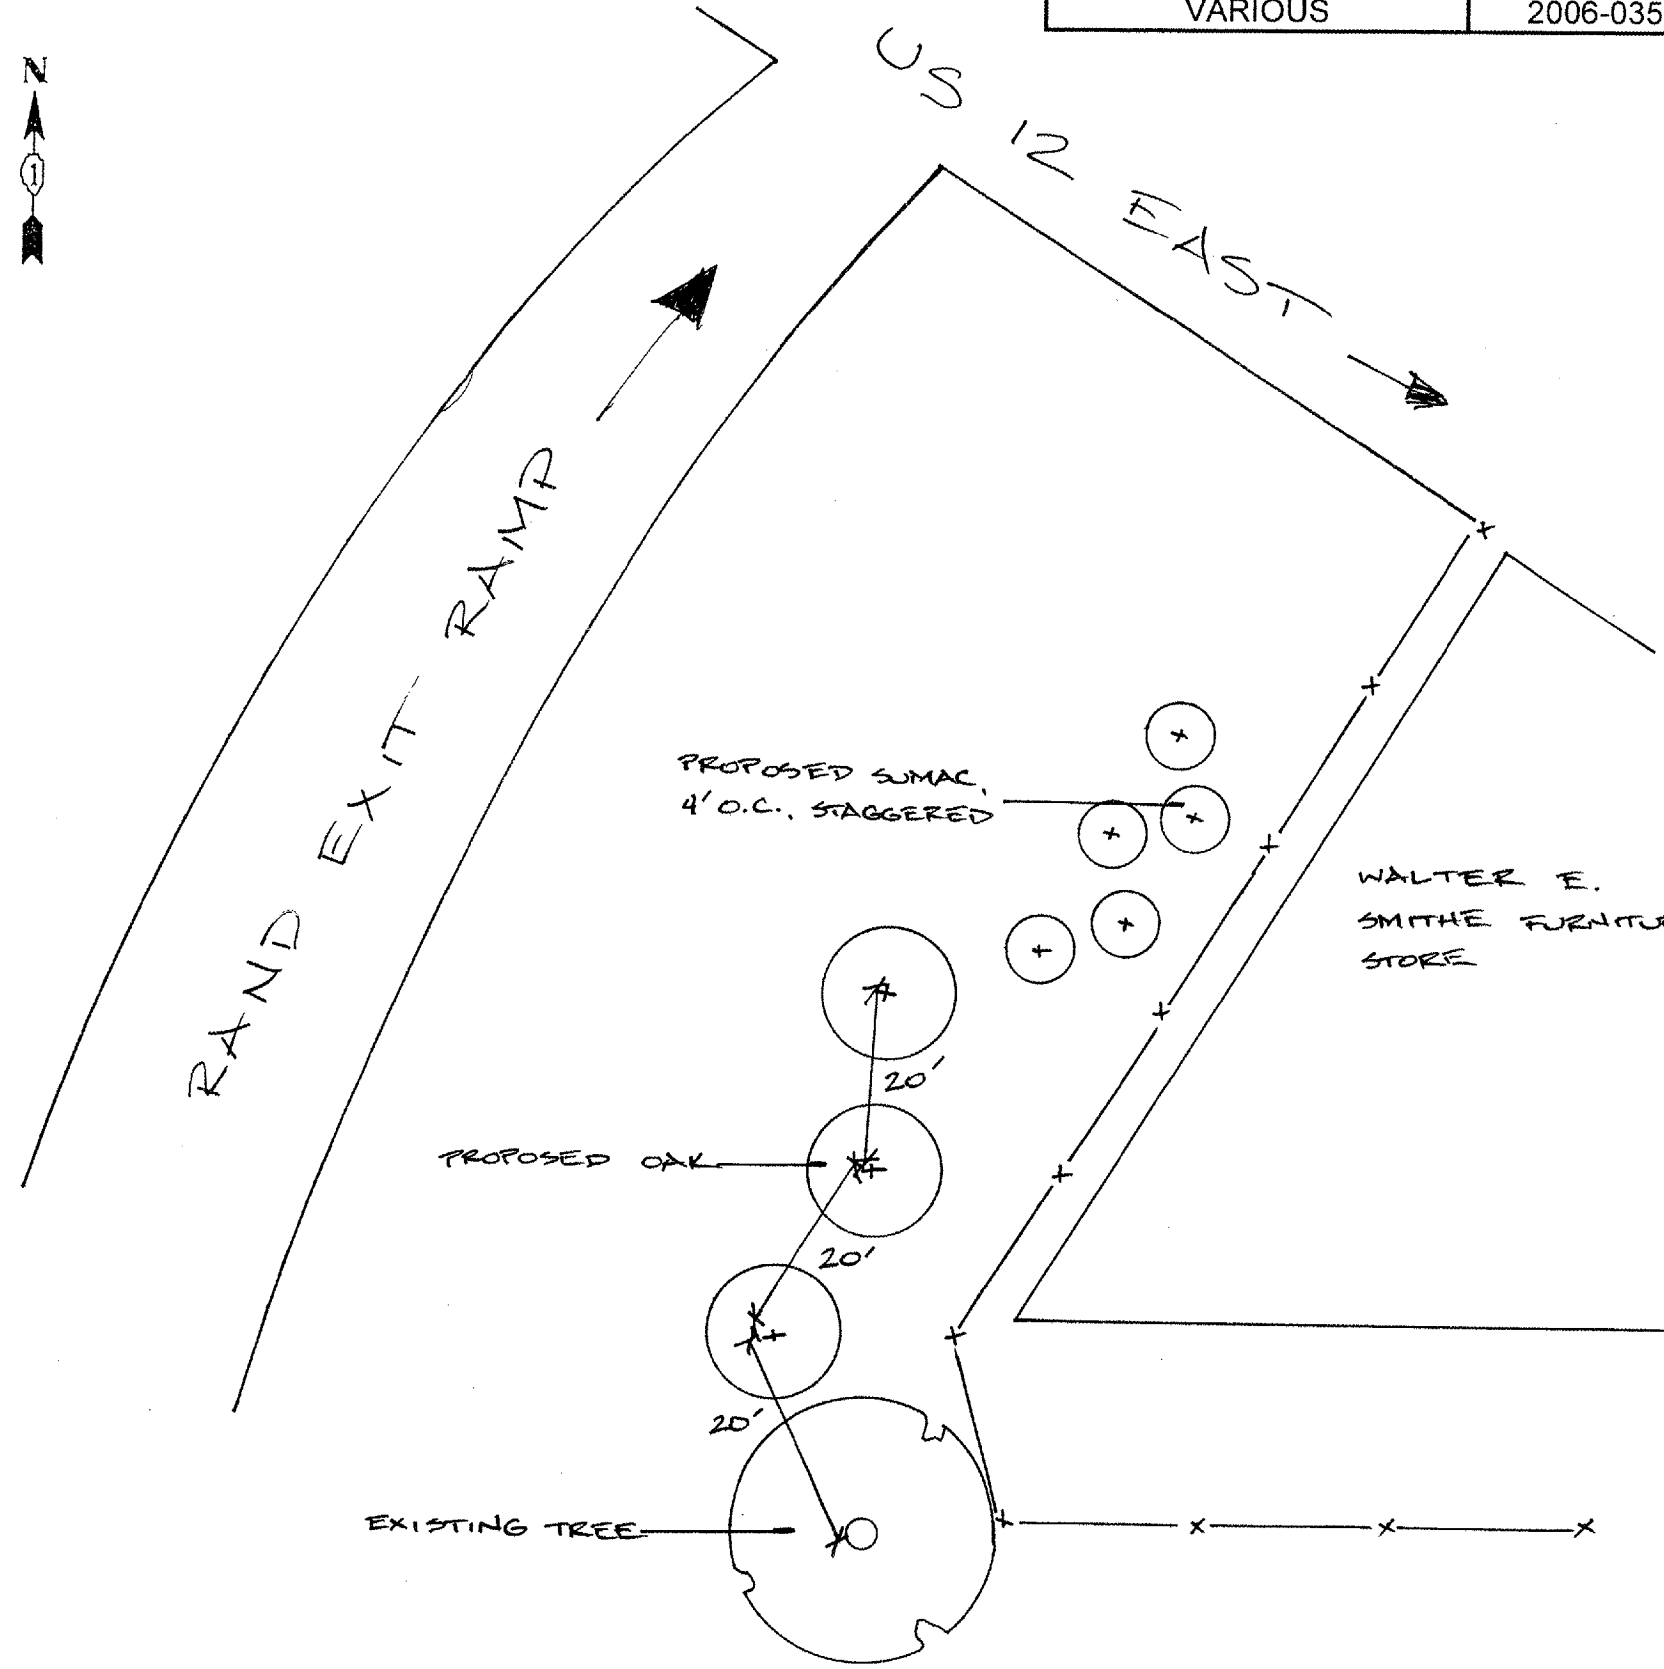 VARIOUS 2006-035
N
1
US 12 EAST
RAND EXIT RAMP
PROPOSED SUMAC,
4' O.C., STAGGERED
WALTER E.
SMITHE FURNITU
STORE
20'
PROPOSED OAK
20'
20'
EXISTING TREE